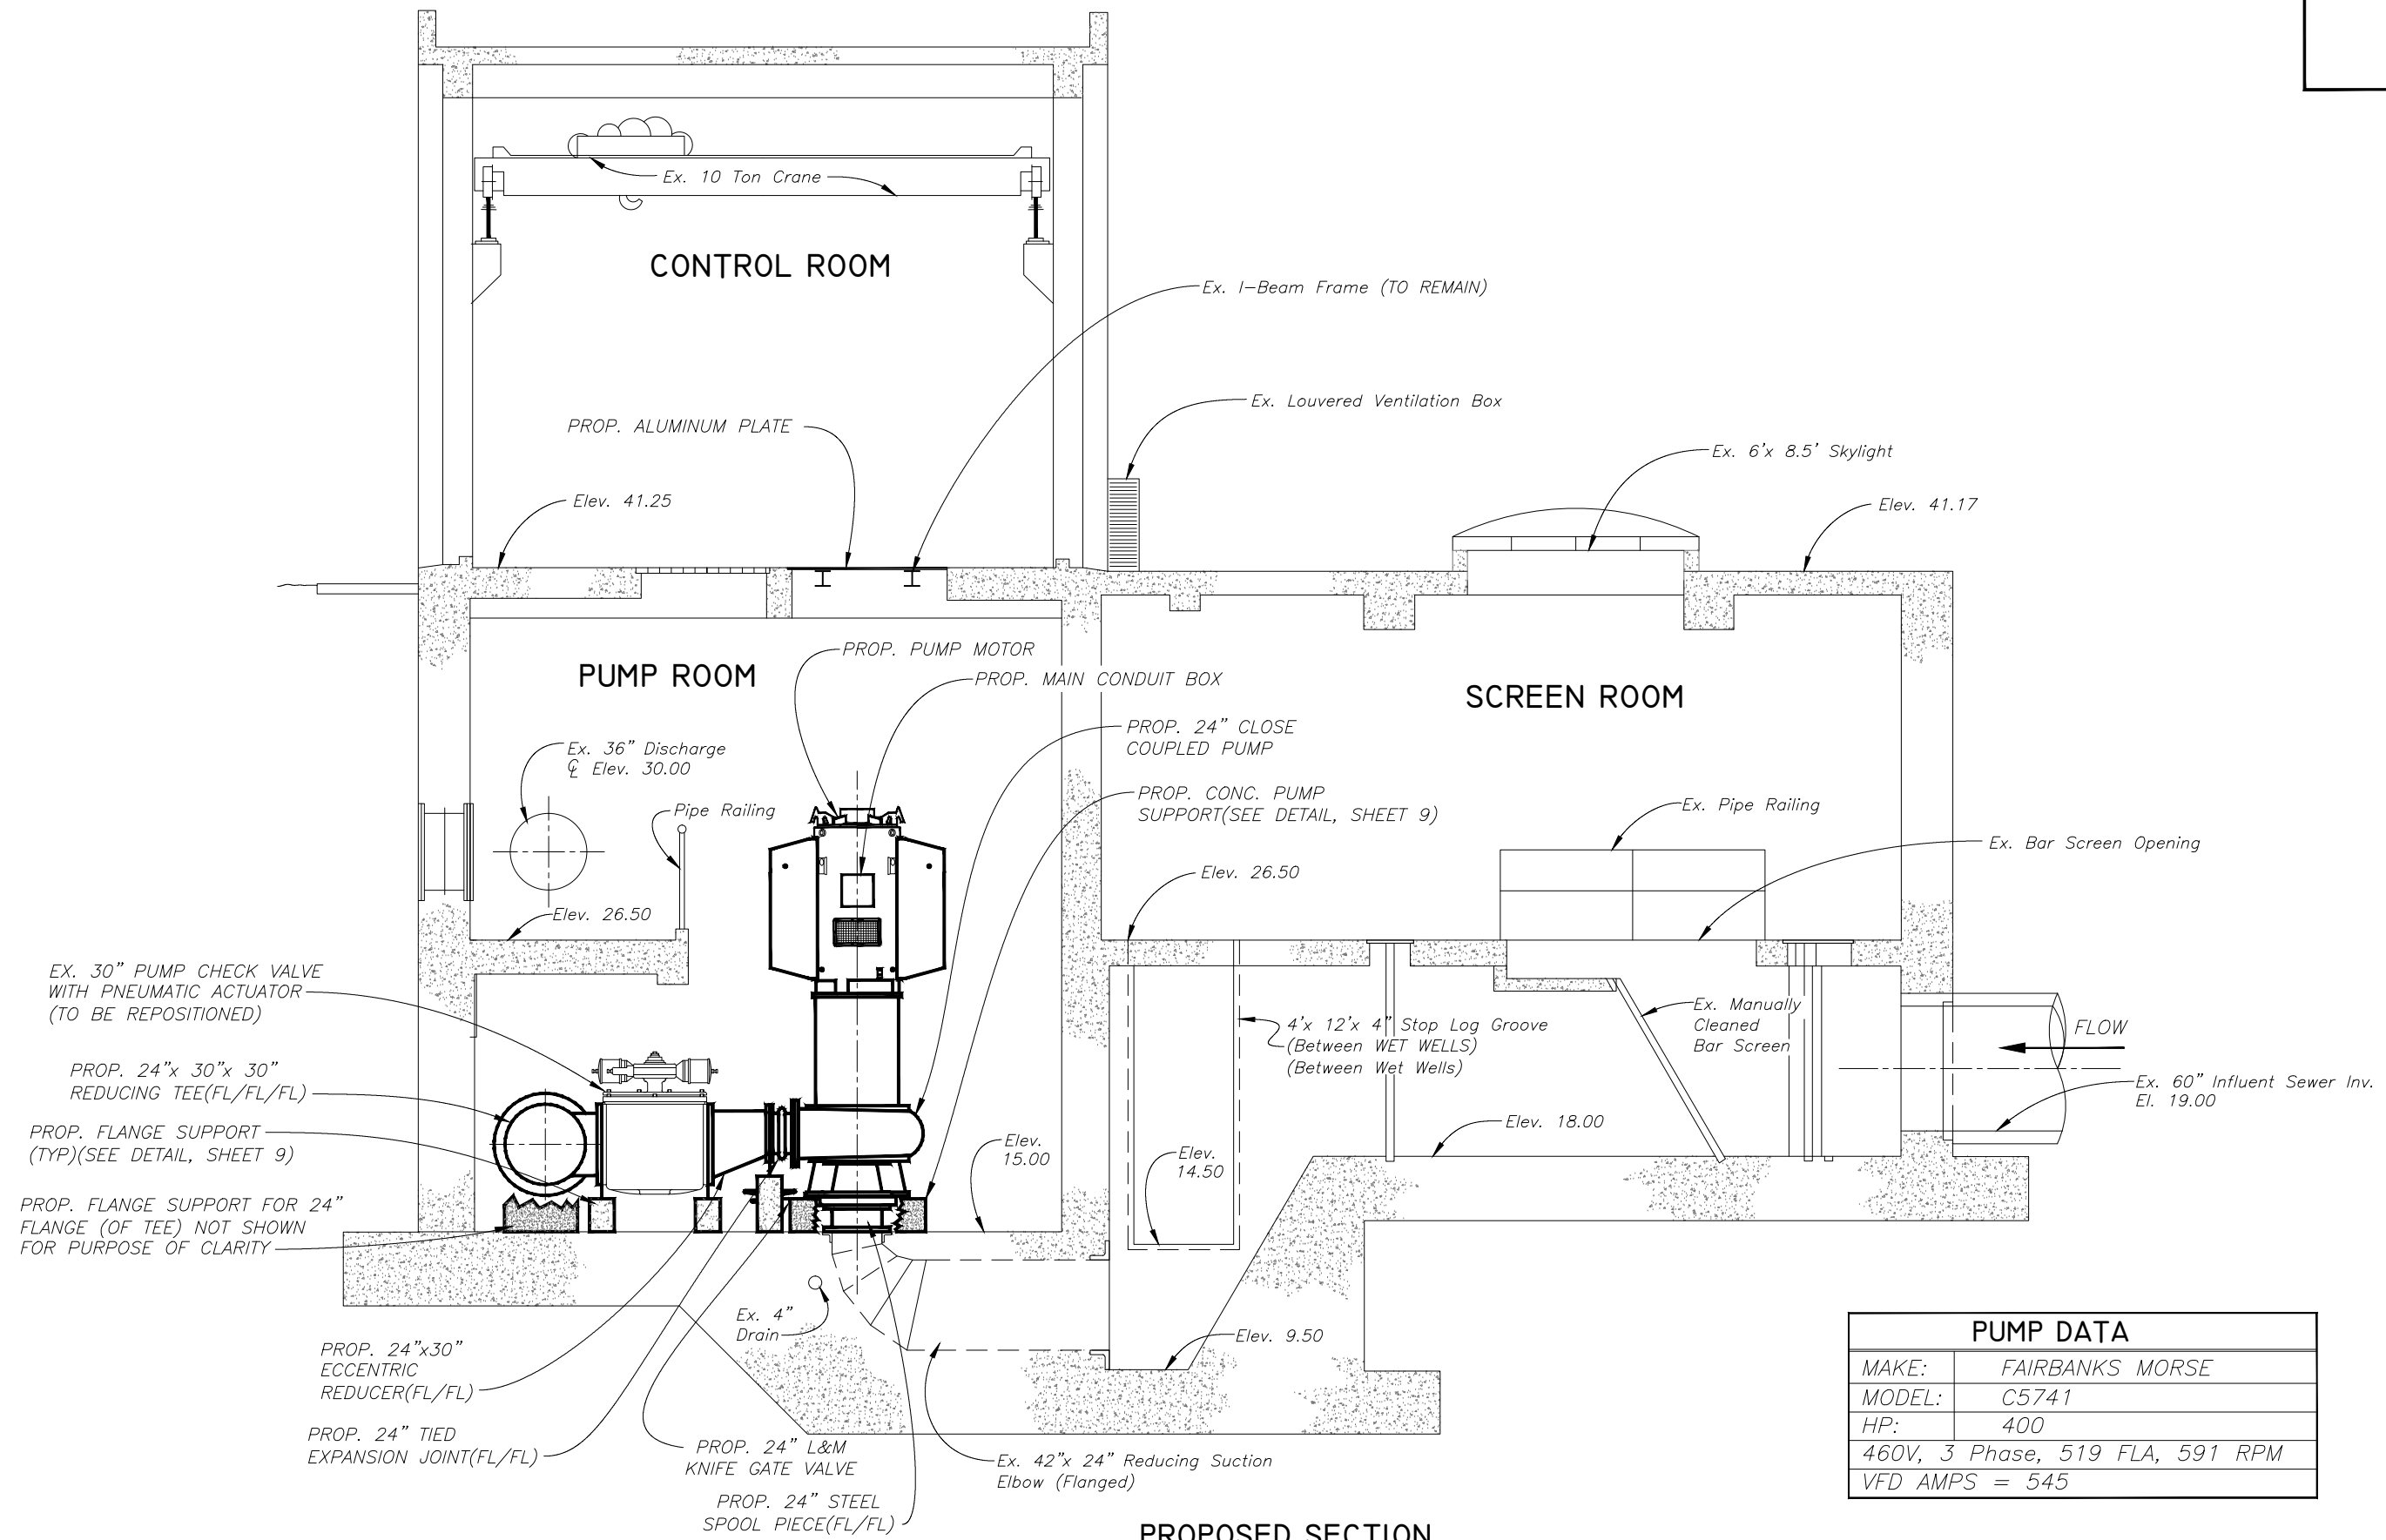 Ex. 10 Ton Crane
CONTROL ROOM
Ex. I-Beam Frame (TO REMAIN)
Ex. Louvered Ventilation Box
PROP. ALUMINUM PLATE
Ex. 6'x 8.5' Skylight
Elev. 41.25
Elev. 41.17
PROP. PUMP MOTOR
PUMP ROOM
PROP. MAIN CONDUIT BOX
SCREEN ROOM
PROP. 24" CLOSE
COUPLED PUMP
Ex. 36" Discharge
℄ Elev. 30.00
PROP. CONC. PUMP
SUPPORT(SEE DETAIL, SHEET 9)
Pipe Railing
Ex. Pipe Railing
Ex. Bar Screen Opening
Elev. 26.50
Elev. 26.50
EX. 30" PUMP CHECK VALVE
WITH PNEUMATIC ACTUATOR
(TO BE REPOSITIONED)
4'x 12'x 4" Stop Log Groove
(Between WET WELLS)
(Between Wet Wells)
Ex. Manually
Cleaned
Bar Screen
FLOW
PROP. 24"x 30"x 30"
REDUCING TEE(FL/FL/FL)
Ex. 60" Influent Sewer Inv.
El. 19.00
PROP. FLANGE SUPPORT
(TYP)(SEE DETAIL, SHEET 9)
Elev.
15.00
Elev.
14.50
Elev. 18.00
PROP. FLANGE SUPPORT FOR 24"
FLANGE (OF TEE) NOT SHOWN
FOR PURPOSE OF CLARITY
Ex. 4"
Drain
Elev. 9.50
PROP. 24"x30"
ECCENTRIC
REDUCER(FL/FL)
PROP. 24" TIED
EXPANSION JOINT(FL/FL)
PROP. 24" L&M
KNIFE GATE VALVE
Ex. 42"x 24" Reducing Suction
Elbow (Flanged)
PROP. 24" STEEL
SPOOL PIECE(FL/FL)
PUMP DATA
MAKE: FAIRBANKS MORSE
MODEL: C5741
HP: 400
460V, 3 Phase, 519 FLA, 591 RPM
VFD AMPS = 545
PROPOSED SECTION